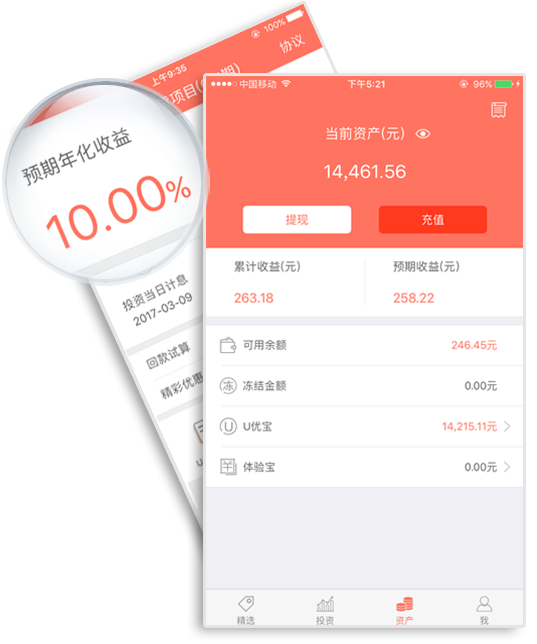 上午9:35
100%
协议
项目(
期)
预期年化收益
10.00%
投资当日计息
2017-03-09
回款试算
精彩优惠
中国移动
下午5:21
96%
当前资产(元)
14,461.56
提现
充值
累计收益(元)
预期收益(元)
263.18
258.22
可用余额
246.45元
冻
冻结金额
0.00元
U
U优宝
14,215.11元
体验宝
0.00元
精选
投资
资产
我